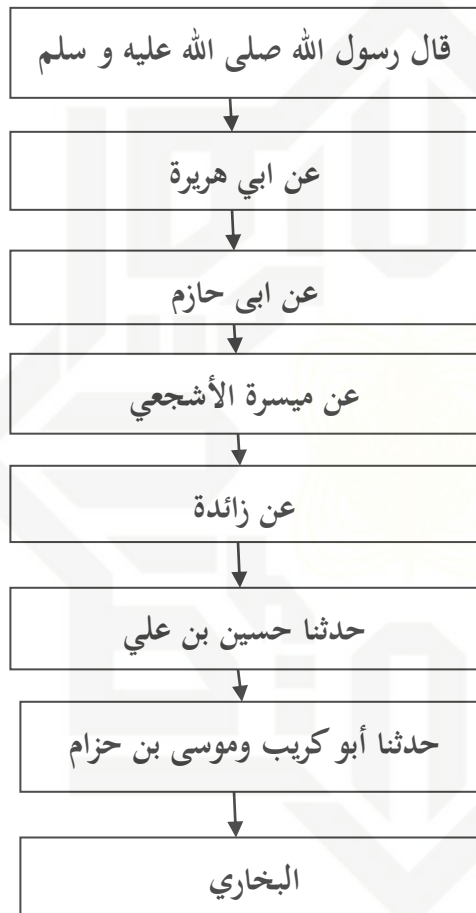 قال رسول الله صلى الله عليه و سلم
عن ابي هريرة
عن ابى حازم
عن ميسرة الأشجعي
عن زائدة
حدثنا حسين بن علي
حدثنا أبو كريب وموسى بن حزام
البخاري